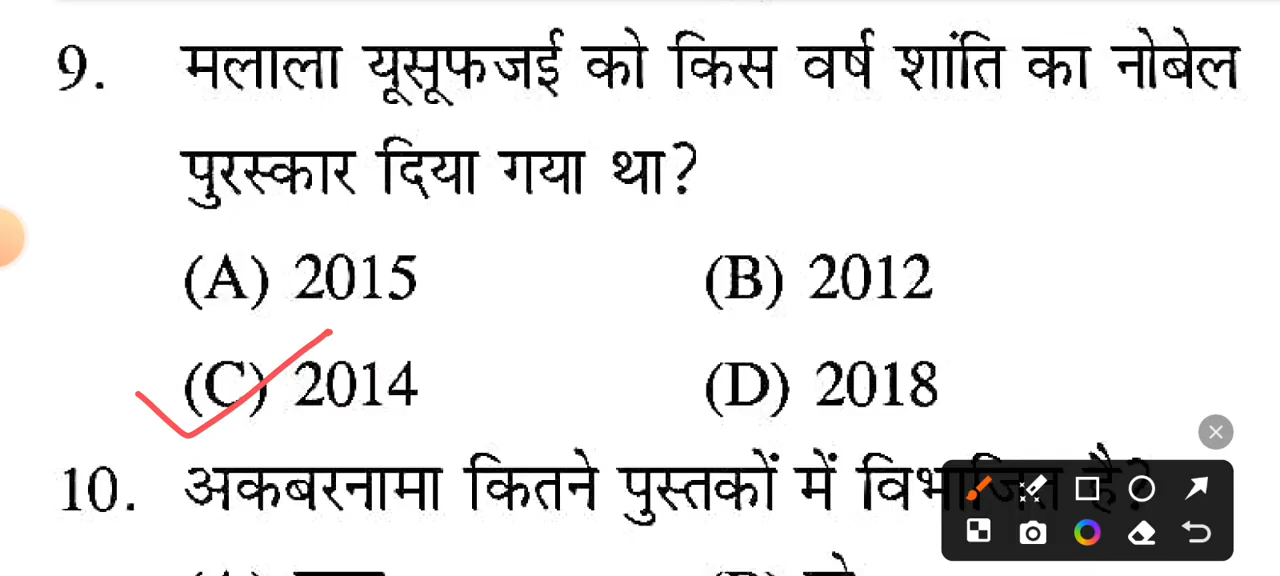 9. मलाला यूसूफजई को किस वर्ष शांति का नोबेल
पुरस्कार दिया गया था?
(A) 2015 (B) 2012
(C) 2014 (D) 2018
10. अकबरनामा कितने पुस्तकों में विभाजित है?